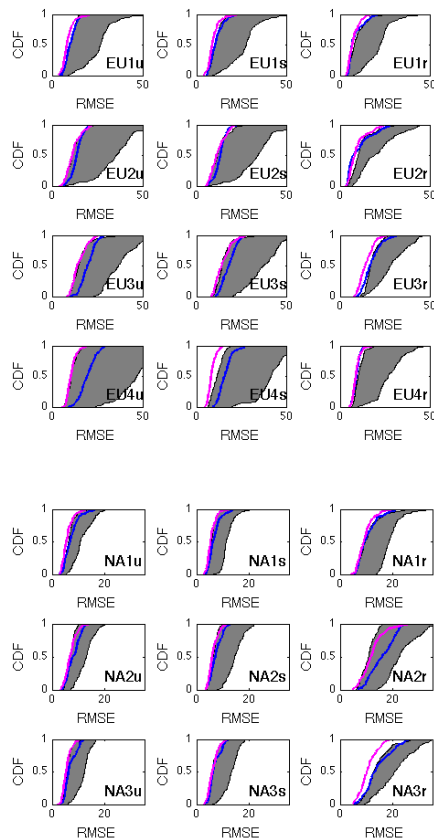 1 1 1
CDF 0.5 CDF 0.5 CDF 0.5
EU1u EU1s EU1r
0 0 0
0 50 0 50 0 50
RMSE RMSE RMSE
1 1 1
CDF 0.5 CDF 0.5 CDF 0.5
EU2u EU2s EU2r
0 0 0
0 50 0 50 0 50
RMSE RMSE RMSE
1 1 1
CDF 0.5 CDF 0.5 CDF 0.5
EU3u EU3s EU3r
0 0 0
0 50 0 50 0 50
RMSE RMSE RMSE
1 1 1
CDF 0.5 CDF 0.5 CDF 0.5
EU4u EU4s EU4r
0 0 0
0 50 0 50 0 50
RMSE RMSE RMSE
1 1 1
CDF 0.5 CDF 0.5 CDF 0.5
NA1u NA1s NA1r
0 0 0
0 20 0 20 0 20
RMSE RMSE RMSE
1 1 1
CDF 0.5 CDF 0.5 CDF 0.5
NA2u NA2s NA2r
0 0 0
0 20 0 20 0 20
RMSE RMSE RMSE
1 1 1
CDF 0.5 CDF 0.5 CDF 0.5
NA3u NA3s NA3r
0 0 0
0 20 0 20 0 20
RMSE RMSE RMSE